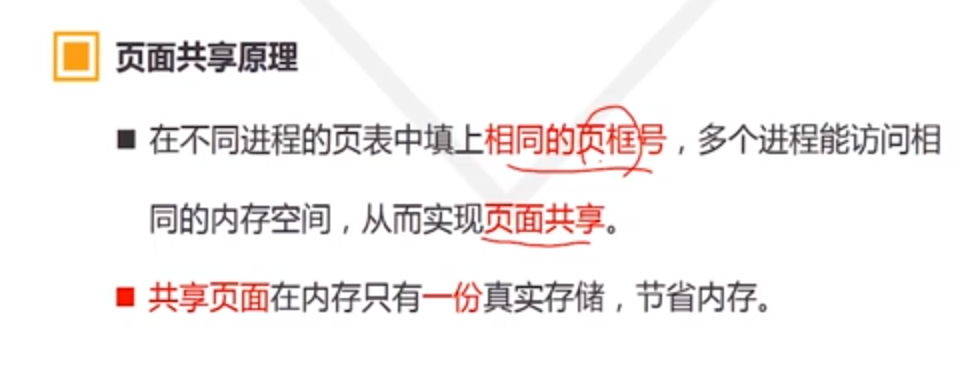 页面共享原理
在不同进程的页表中填上相同的页框号，多个进程能访问相
同的内存空间，从而实现页面共享。
共享页面在内存只有一份真实存储，节省内存。